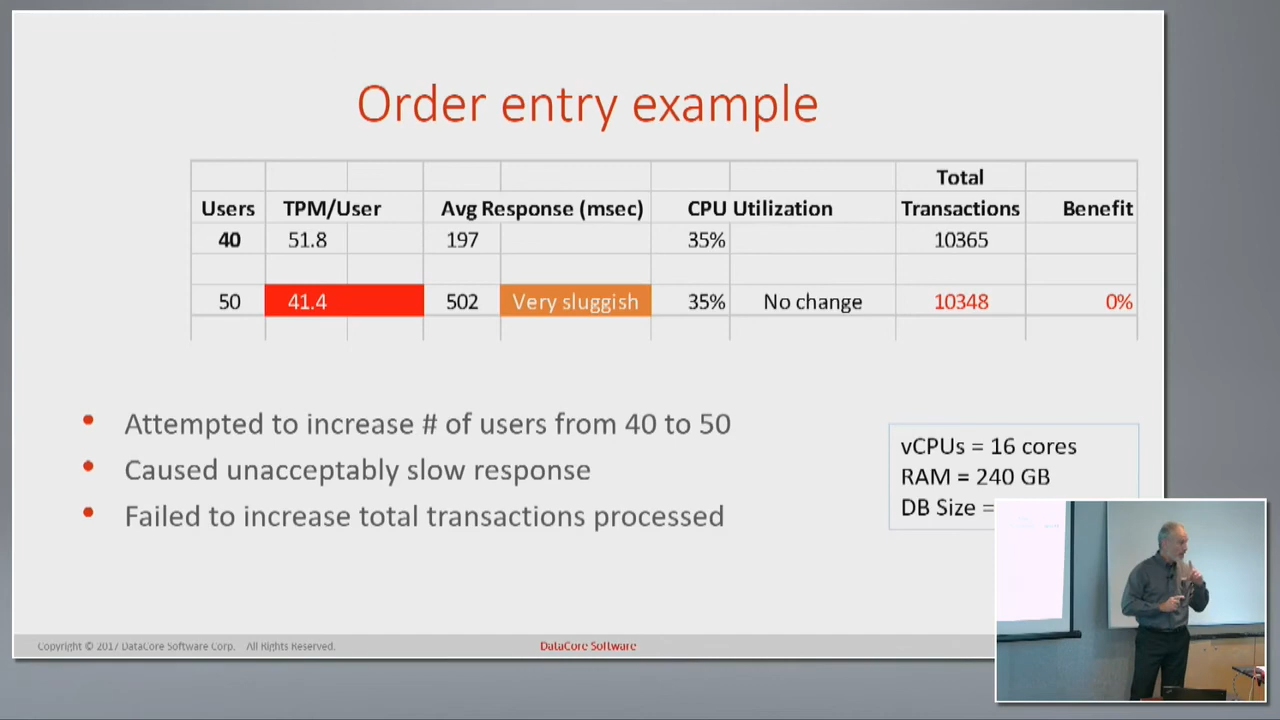 Order entry example
Total
Users TPM/User Avg Response (msec) CPU Utilization Transactions Benefit
40 51.8 197 35% 10365
50 41.4 502 Very sluggish 35% No change 10348 0%
• Attempted to increase # of users from 40 to 50
• Caused unacceptably slow response
• Failed to increase total transactions processed
vCPUs = 16 cores
RAM = 240 GB
DB Size =
Copyright © 2017 DataCore Software Corp. All Rights Reserved.
DataCore Software